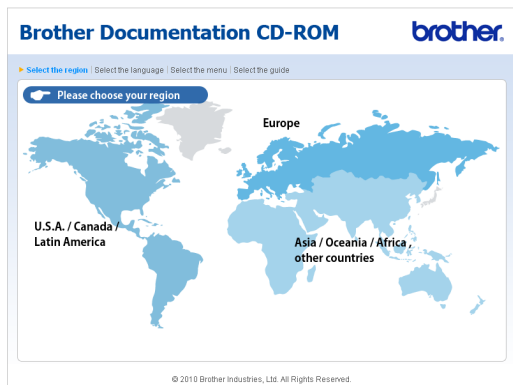 Brother Documentation CD-ROM
brother.
Select the region | Select the language | Select the menu | Select the guide
Please choose your region
Europe
U.S.A. / Canada /
Latin America
Asia / Oceania / Africa ,
other countries
© 2010 Brother Industries, Ltd. All Rights Reserved.